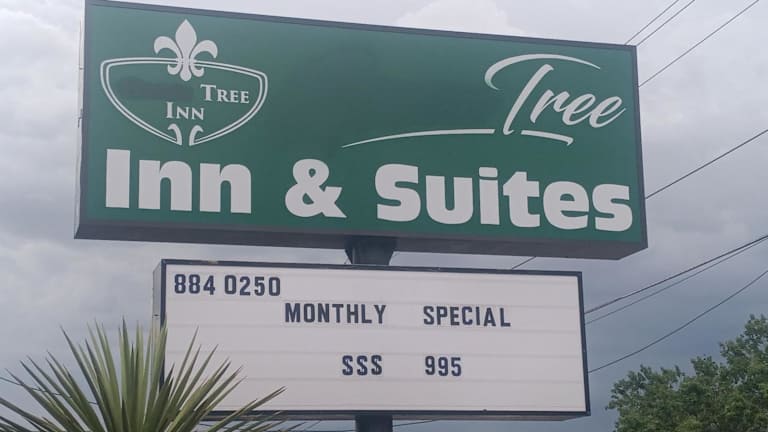 TREE
INN
Tree
Inn & Suites
884 0250
MONTHLY SPECIAL
SSS 995